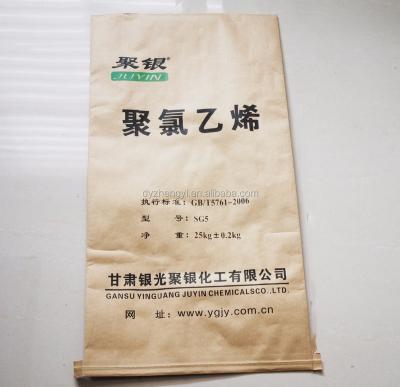 聚银®
JUYIN
聚氯乙烯
dyzhangyi.en.alibaba.com
执行标准：GB/T5761-2006
型 号：SG5
净 重：25kg±0.2kg
甘肃银光聚银化工有限公司
GANSU YINGUANG JUYIN CHEMICALSCO..LTD.
网 址：www.ygjy.com.cn